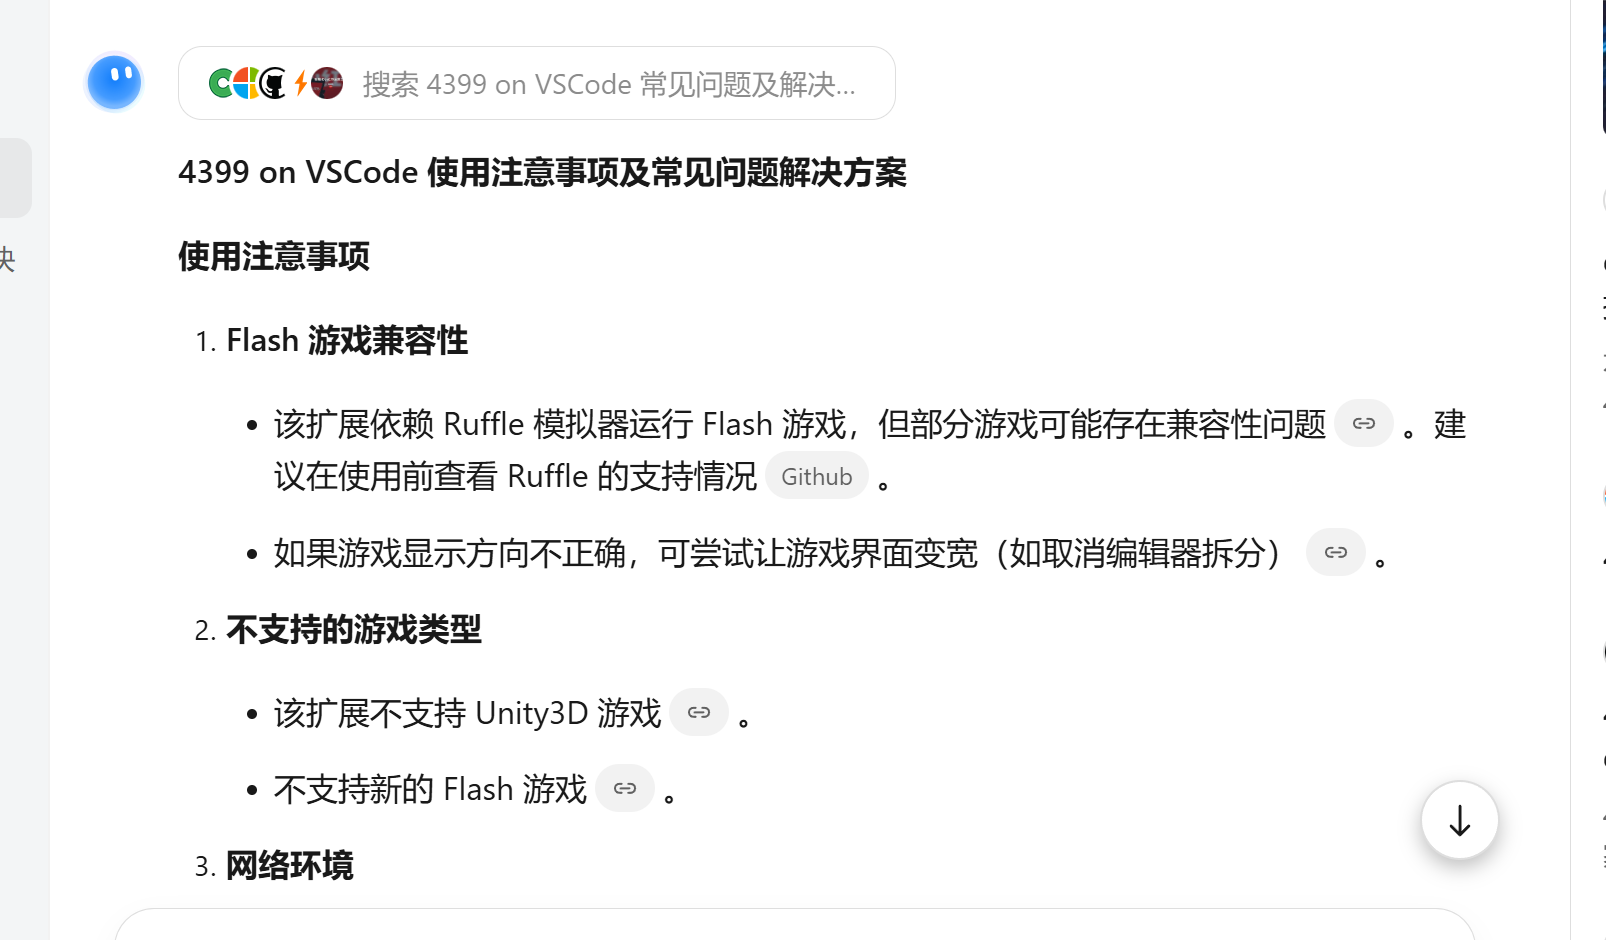 搜索 4399 on VSCode 常见问题及解决...
4399 on VSCode 使用注意事项及常见问题解决方案
使用注意事项
1. Flash 游戏兼容性
• 该扩展依赖 Ruffle 模拟器运行 Flash 游戏，但部分游戏可能存在兼容性问题 。建
议在使用前查看 Ruffle 的支持情况 Github 。
• 如果游戏显示方向不正确，可尝试让游戏界面变宽（如取消编辑器拆分） 。
2. 不支持的游戏类型
• 该扩展不支持 Unity3D 游戏 。
• 不支持新的 Flash 游戏 。
3. 网络环境